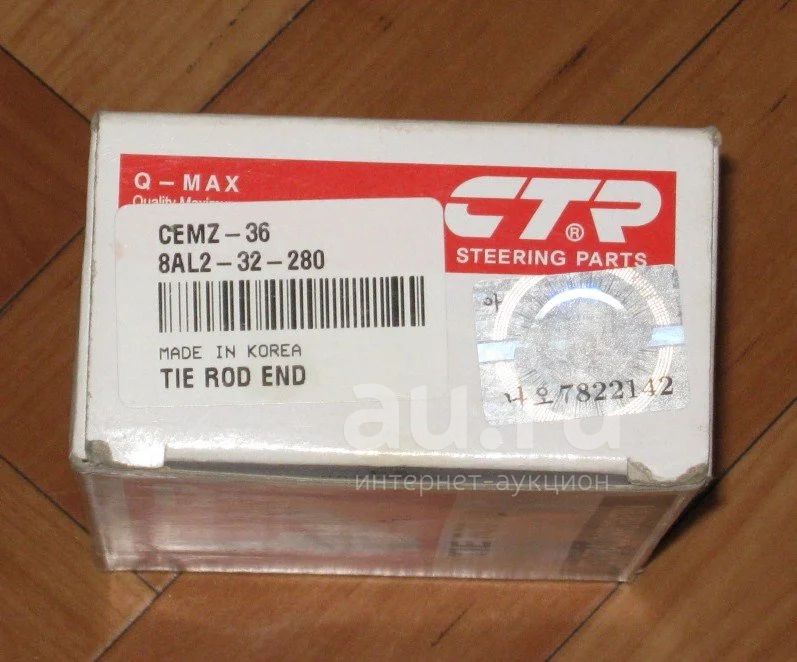 Q-MAX
CTR
®
STEERING PARTS
CEMZ-36
8AL2-32-280
MADE IN KOREA
TIE ROD END
아
나오7822142
au.ru
интернет-аукцион